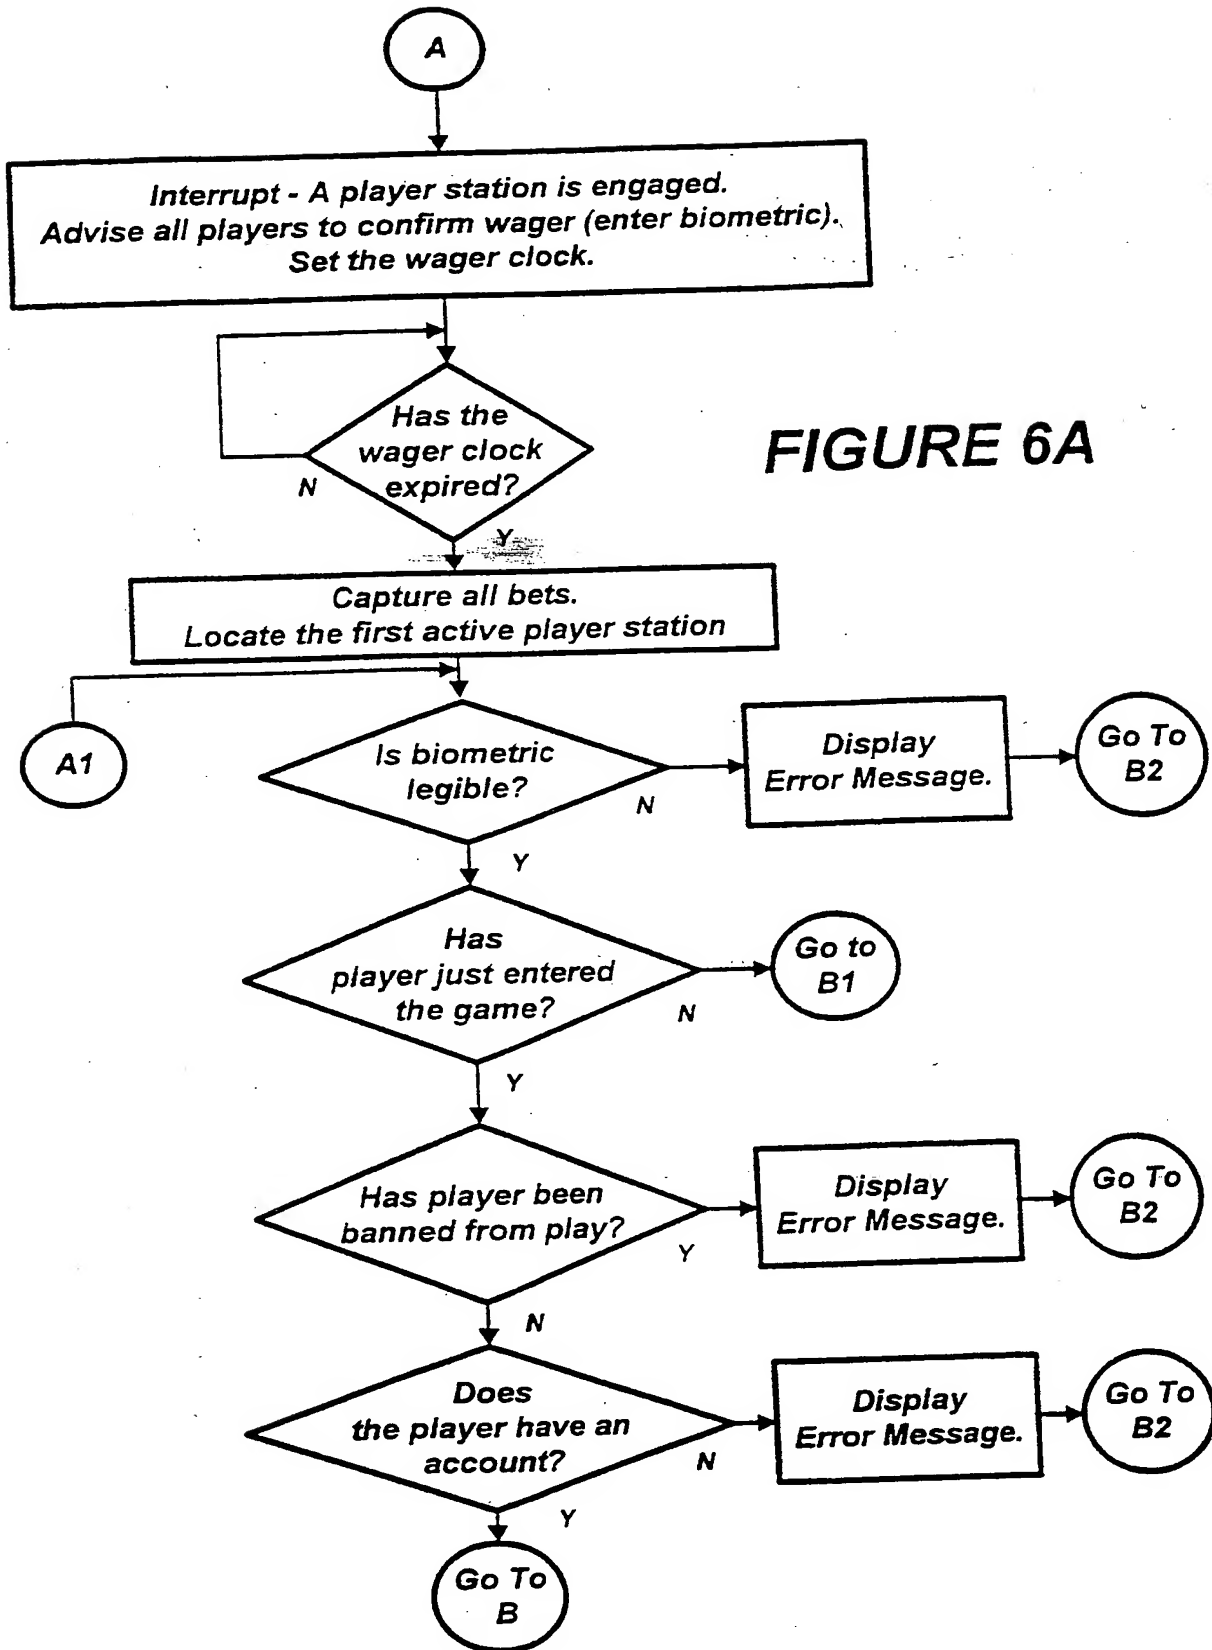 A
Interrupt - A player station is engaged.
Advise all players to confirm wager (enter biometric).
Set the wager clock.
Has the
wager clock
expired?
N
Y
FIGURE 6A
Capture all bets.
Locate the first active player station
A1
Is biometric
legible?
N
Y
Display
Error Message.
Go To
B2
Has
player just entered
the game?
N
Y
Go to
B1
Has player been
banned from play?
Y
N
Display
Error Message.
Go To
B2
Does
the player have an
account?
N
Y
Display
Error Message.
Go To
B2
Go To
B